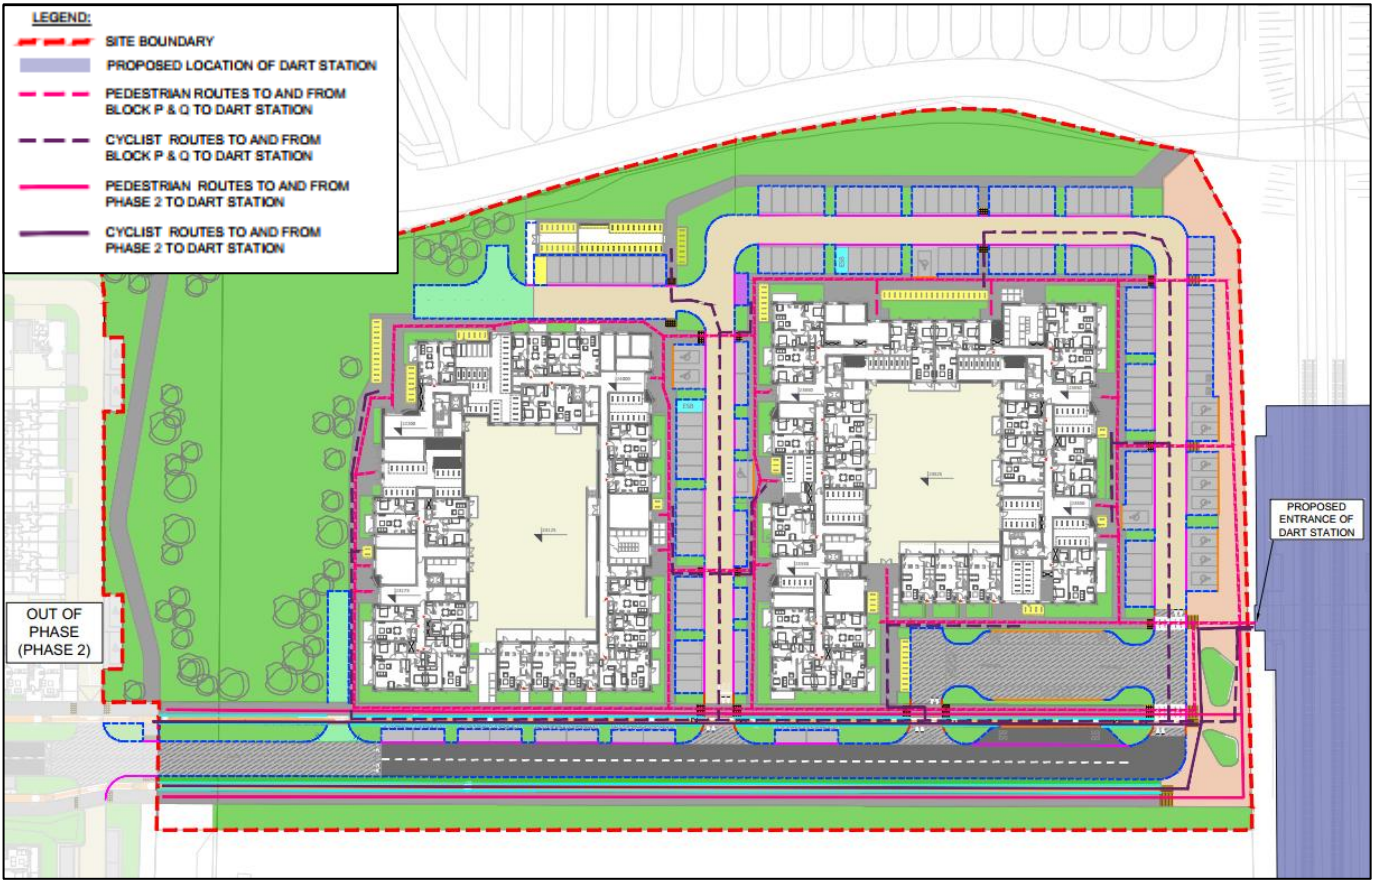 LEGEND:
SITE BOUNDARY
PROPOSED LOCATION OF DART STATION
PEDESTRIAN ROUTES TO AND FROM
BLOCK P & Q TO DART STATION
CYCLIST ROUTES TO AND FROM
BLOCK P & Q TO DART STATION
PEDESTRIAN ROUTES TO AND FROM
PHASE 2 TO DART STATION
CYCLIST ROUTES TO AND FROM
PHASE 2 TO DART STATION
PROPOSED
ENTRANCE OF
DART STATION
OUT OF
PHASE
(PHASE 2)